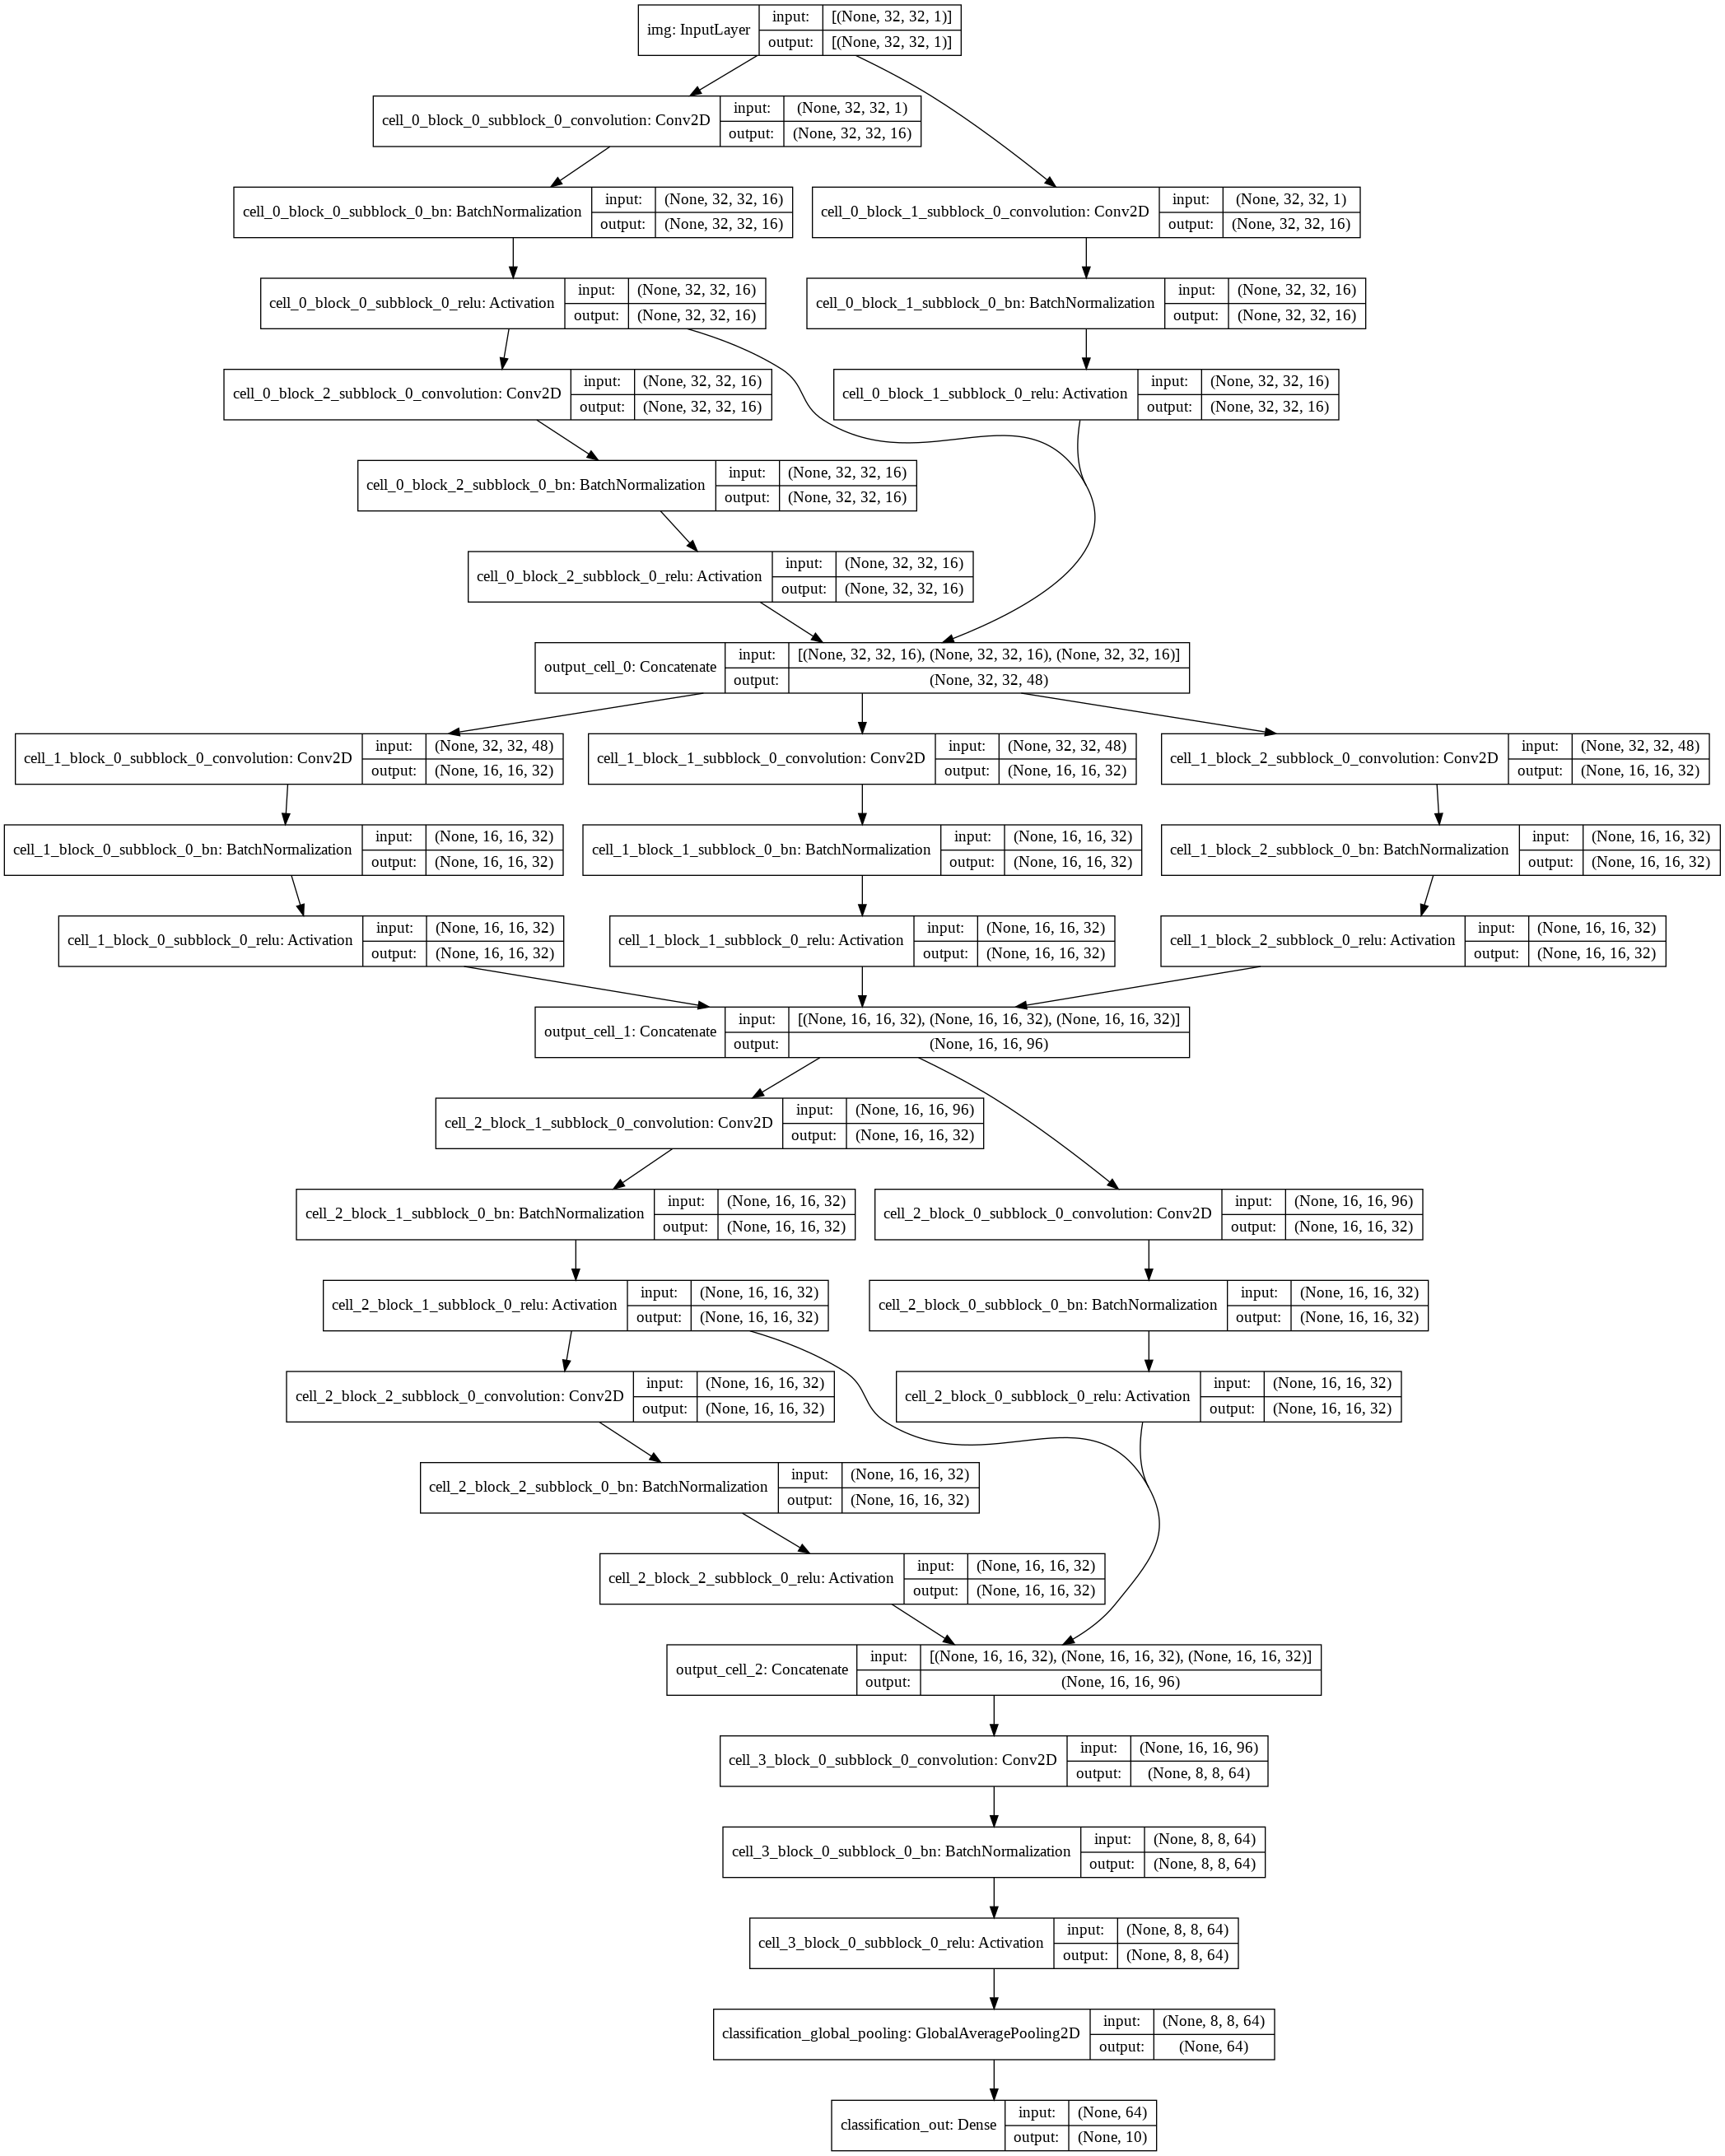 img: InputLayer
input: [(None, 32, 32, 1)]
output: [(None, 32, 32, 1)]
cell_0_block_0_subblock_0_convolution: Conv2D
input: (None, 32, 32, 1)
output: (None, 32, 32, 16)
cell_0_block_0_subblock_0_bn: BatchNormalization
input: (None, 32, 32, 16)
output: (None, 32, 32, 16)
cell_0_block_1_subblock_0_convolution: Conv2D
input: (None, 32, 32, 1)
output: (None, 32, 32, 16)
cell_0_block_0_subblock_0_relu: Activation
input: (None, 32, 32, 16)
output: (None, 32, 32, 16)
cell_0_block_1_subblock_0_bn: BatchNormalization
input: (None, 32, 32, 16)
output: (None, 32, 32, 16)
cell_0_block_2_subblock_0_convolution: Conv2D
input: (None, 32, 32, 16)
output: (None, 32, 32, 16)
cell_0_block_1_subblock_0_relu: Activation
input: (None, 32, 32, 16)
output: (None, 32, 32, 16)
cell_0_block_2_subblock_0_bn: BatchNormalization
input: (None, 32, 32, 16)
output: (None, 32, 32, 16)
cell_0_block_2_subblock_0_relu: Activation
input: (None, 32, 32, 16)
output: (None, 32, 32, 16)
output_cell_0: Concatenate
input: [(None, 32, 32, 16), (None, 32, 32, 16), (None, 32, 32, 16)]
output: (None, 32, 32, 48)
cell_1_block_0_subblock_0_convolution: Conv2D
input: (None, 32, 32, 48)
output: (None, 16, 16, 32)
cell_1_block_1_subblock_0_convolution: Conv2D
input: (None, 32, 32, 48)
output: (None, 16, 16, 32)
cell_1_block_2_subblock_0_convolution: Conv2D
input: (None, 32, 32, 48)
output: (None, 16, 16, 32)
cell_1_block_0_subblock_0_bn: BatchNormalization
input: (None, 16, 16, 32)
output: (None, 16, 16, 32)
cell_1_block_1_subblock_0_bn: BatchNormalization
input: (None, 16, 16, 32)
output: (None, 16, 16, 32)
cell_1_block_2_subblock_0_bn: BatchNormalization
input: (None, 16, 16, 32)
output: (None, 16, 16, 32)
cell_1_block_0_subblock_0_relu: Activation
input: (None, 16, 16, 32)
output: (None, 16, 16, 32)
cell_1_block_1_subblock_0_relu: Activation
input: (None, 16, 16, 32)
output: (None, 16, 16, 32)
cell_1_block_2_subblock_0_relu: Activation
input: (None, 16, 16, 32)
output: (None, 16, 16, 32)
output_cell_1: Concatenate
input: [(None, 16, 16, 32), (None, 16, 16, 32), (None, 16, 16, 32)]
output: (None, 16, 16, 96)
cell_2_block_1_subblock_0_convolution: Conv2D
input: (None, 16, 16, 96)
output: (None, 16, 16, 32)
cell_2_block_1_subblock_0_bn: BatchNormalization
input: (None, 16, 16, 32)
output: (None, 16, 16, 32)
cell_2_block_0_subblock_0_convolution: Conv2D
input: (None, 16, 16, 96)
output: (None, 16, 16, 32)
cell_2_block_1_subblock_0_relu: Activation
input: (None, 16, 16, 32)
output: (None, 16, 16, 32)
cell_2_block_0_subblock_0_bn: BatchNormalization
input: (None, 16, 16, 32)
output: (None, 16, 16, 32)
cell_2_block_2_subblock_0_convolution: Conv2D
input: (None, 16, 16, 32)
output: (None, 16, 16, 32)
cell_2_block_0_subblock_0_relu: Activation
input: (None, 16, 16, 32)
output: (None, 16, 16, 32)
cell_2_block_2_subblock_0_bn: BatchNormalization
input: (None, 16, 16, 32)
output: (None, 16, 16, 32)
cell_2_block_2_subblock_0_relu: Activation
input: (None, 16, 16, 32)
output: (None, 16, 16, 32)
output_cell_2: Concatenate
input: [(None, 16, 16, 32), (None, 16, 16, 32), (None, 16, 16, 32)]
output: (None, 16, 16, 96)
cell_3_block_0_subblock_0_convolution: Conv2D
input: (None, 16, 16, 96)
output: (None, 8, 8, 64)
cell_3_block_0_subblock_0_bn: BatchNormalization
input: (None, 8, 8, 64)
output: (None, 8, 8, 64)
cell_3_block_0_subblock_0_relu: Activation
input: (None, 8, 8, 64)
output: (None, 8, 8, 64)
classification_global_pooling: GlobalAveragePooling2D
input: (None, 8, 8, 64)
output: (None, 64)
classification_out: Dense
input: (None, 64)
output: (None, 10)